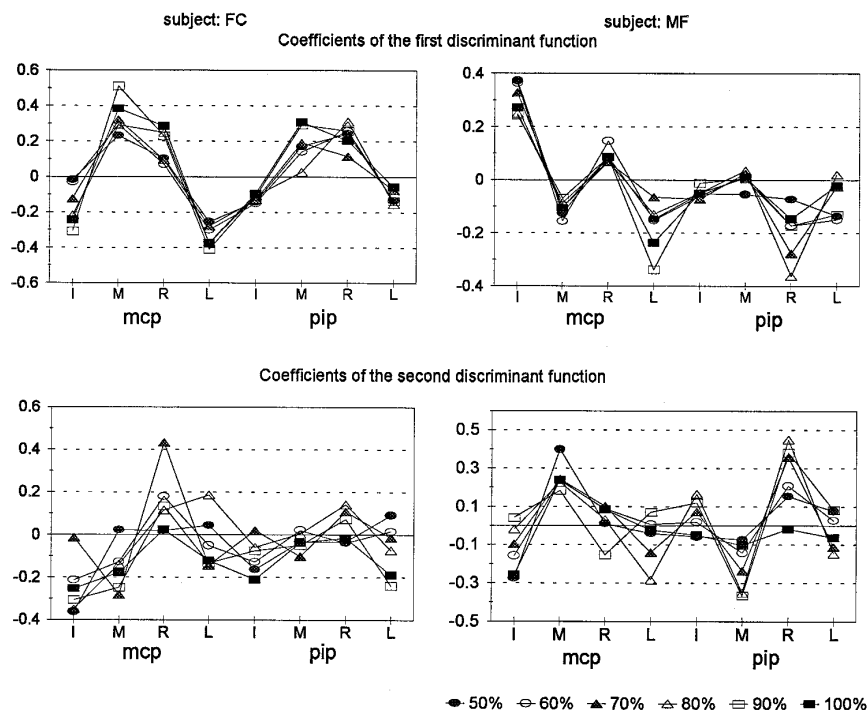 subject: FC subject: MF
Coefficients of the first discriminant function
0.6
0.4
0.2
0
-0.2
-0.4
-0.6
I M R L I M R L
mcp pip
0.4
0.2
0
-0.2
-0.4
I M R L I M R L
mcp pip
Coefficients of the second discriminant function
0.6
0.4
0.2
0
-0.2
-0.4
I M R L I M R L
mcp pip
0.5
0.3
0.1
-0.1
-0.3
-0.5
I M R L I M R L
mcp pip
50% 60% 70% 80% 90% 100%